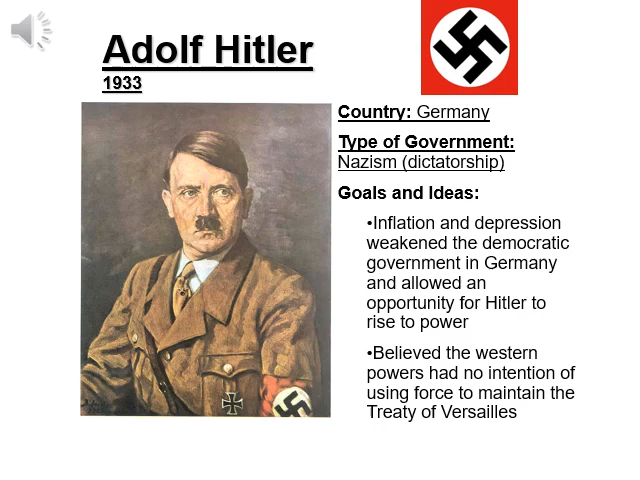 Adolf Hitler
1933
Country: Germany
Type of Government:
Nazism (dictatorship)
Goals and Ideas:
•Inflation and depression
weakened the democratic
government in Germany
and allowed an
opportunity for Hitler to
rise to power
•Believed the western
powers had no intention of
using force to maintain the
Treaty of Versailles